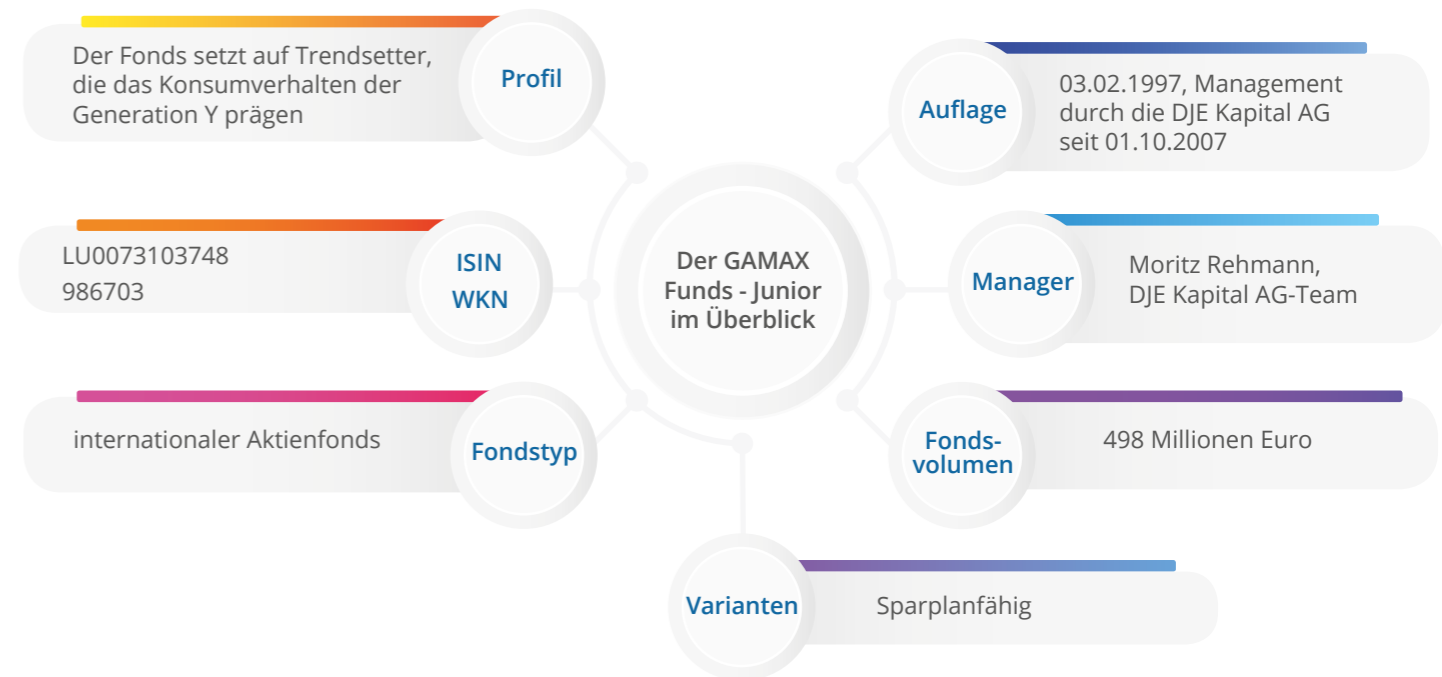 Der GAMAX
Funds - Junior
im Überblick
Profil
Der Fonds setzt auf Trendsetter,
die das Konsumverhalten der
Generation Y prägen
ISIN
WKN
LU0073103748
986703
Fondstyp
internationaler Aktienfonds
Auflage
03.02.1997, Management
durch die DJE Kapital AG
seit 01.10.2007
Manager
Moritz Rehmann,
DJE Kapital AG-Team
Fonds-
volumen
498 Millionen Euro
Varianten
Sparplanfähig